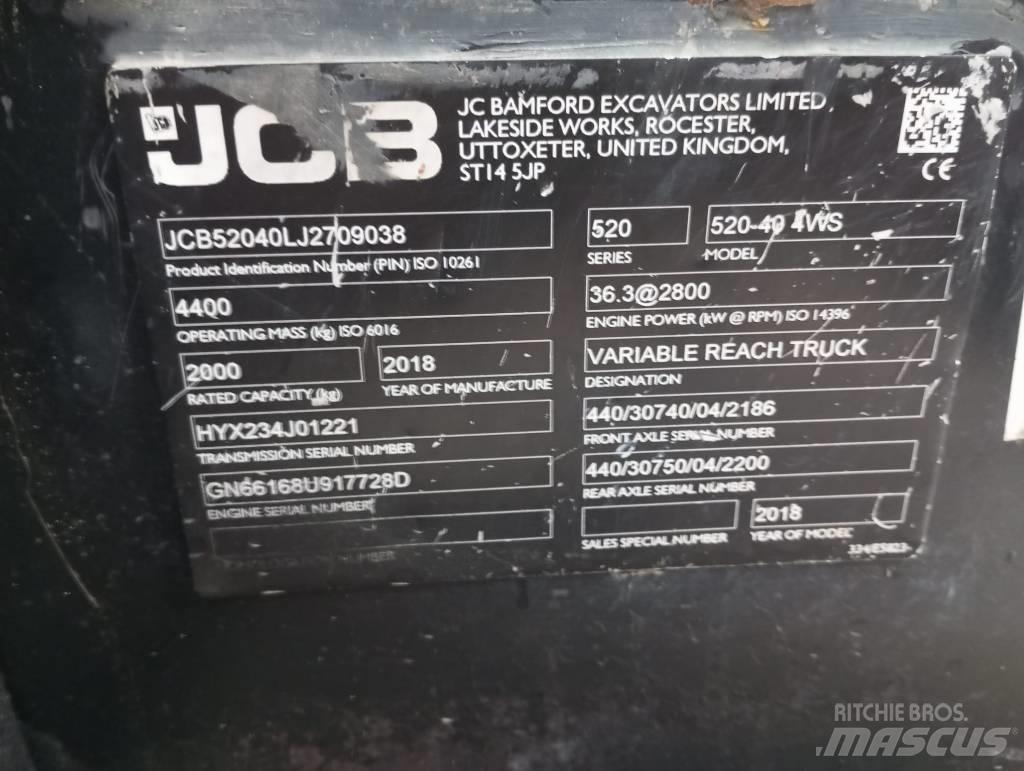 JCB
JC BAMFORD EXCAVATORS LIMITED,
LAKESIDE WORKS, ROCESTER,
UTTOXETER, UNITED KINGDOM,
ST14 5JP
CE
JCB52040LJ2709038
Product Identification Number (PIN) ISO 10261
520
SERIES
520-40 4WS
MODEL
4400
OPERATING MASS (kg) ISO 6016
36.3@2800
ENGINE POWER (kW @ RPM) ISO 14396
2000
RATED CAPACITY (kg)
2018
YEAR OF MANUFACTURE
VARIABLE REACH TRUCK
DESIGNATION
HYX234J01221
TRANSMISSION SERIAL NUMBER
440/30740/04/2186
FRONT AXLE SERIAL NUMBER
GN66168U917728D
ENGINE SERIAL NUMBER
440/30750/04/2200
REAR AXLE SERIAL NUMBER
NUMBER
SALES SPECIAL NUMBER
2018
YEAR OF MODEL
RITCHIE BROS.
MASCUS